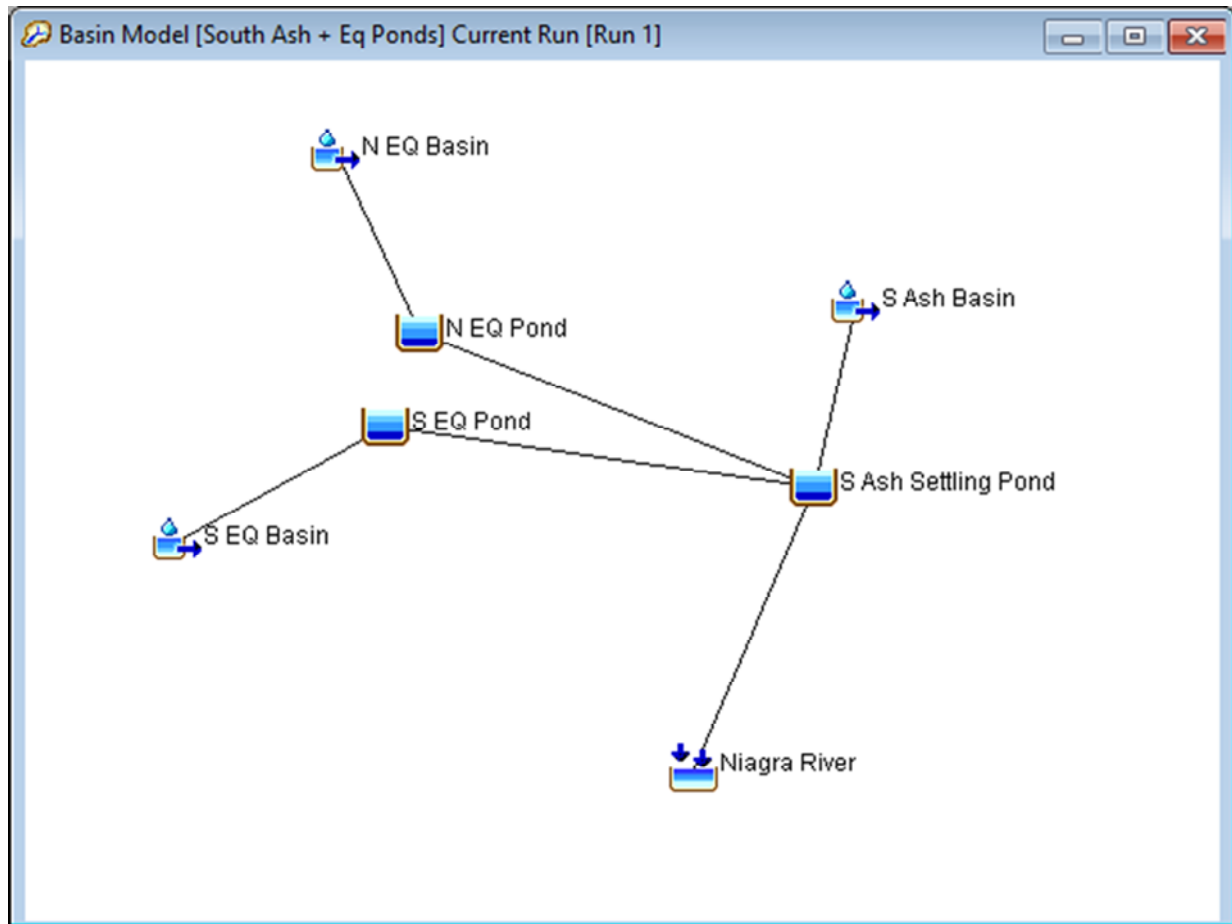 Basin Model [South Ash + Eq Ponds] Current Run [Run 1]
N EQ Basin
S Ash Basin
N EQ Pond
S EQ Pond
S Ash Settling Pond
S EQ Basin
Niagra River